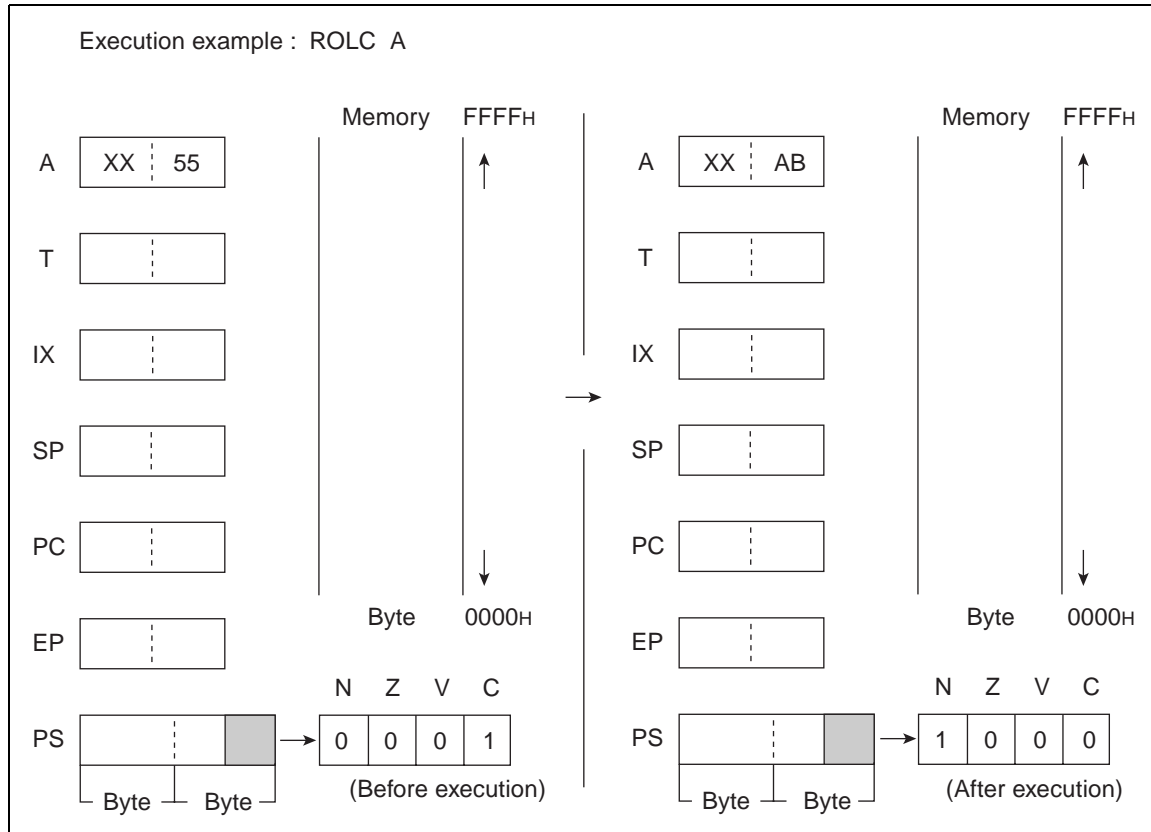 Execution example : ROLC A
Memory FFFFH
A XX 55
T
IX
SP
PC
Byte 0000H
EP
N Z V C
PS 0 0 0 1
Byte Byte (Before execution)
Memory FFFFH
A XX AB
T
IX
SP
PC
Byte 0000H
EP
N Z V C
PS 1 0 0 0
Byte Byte (After execution)